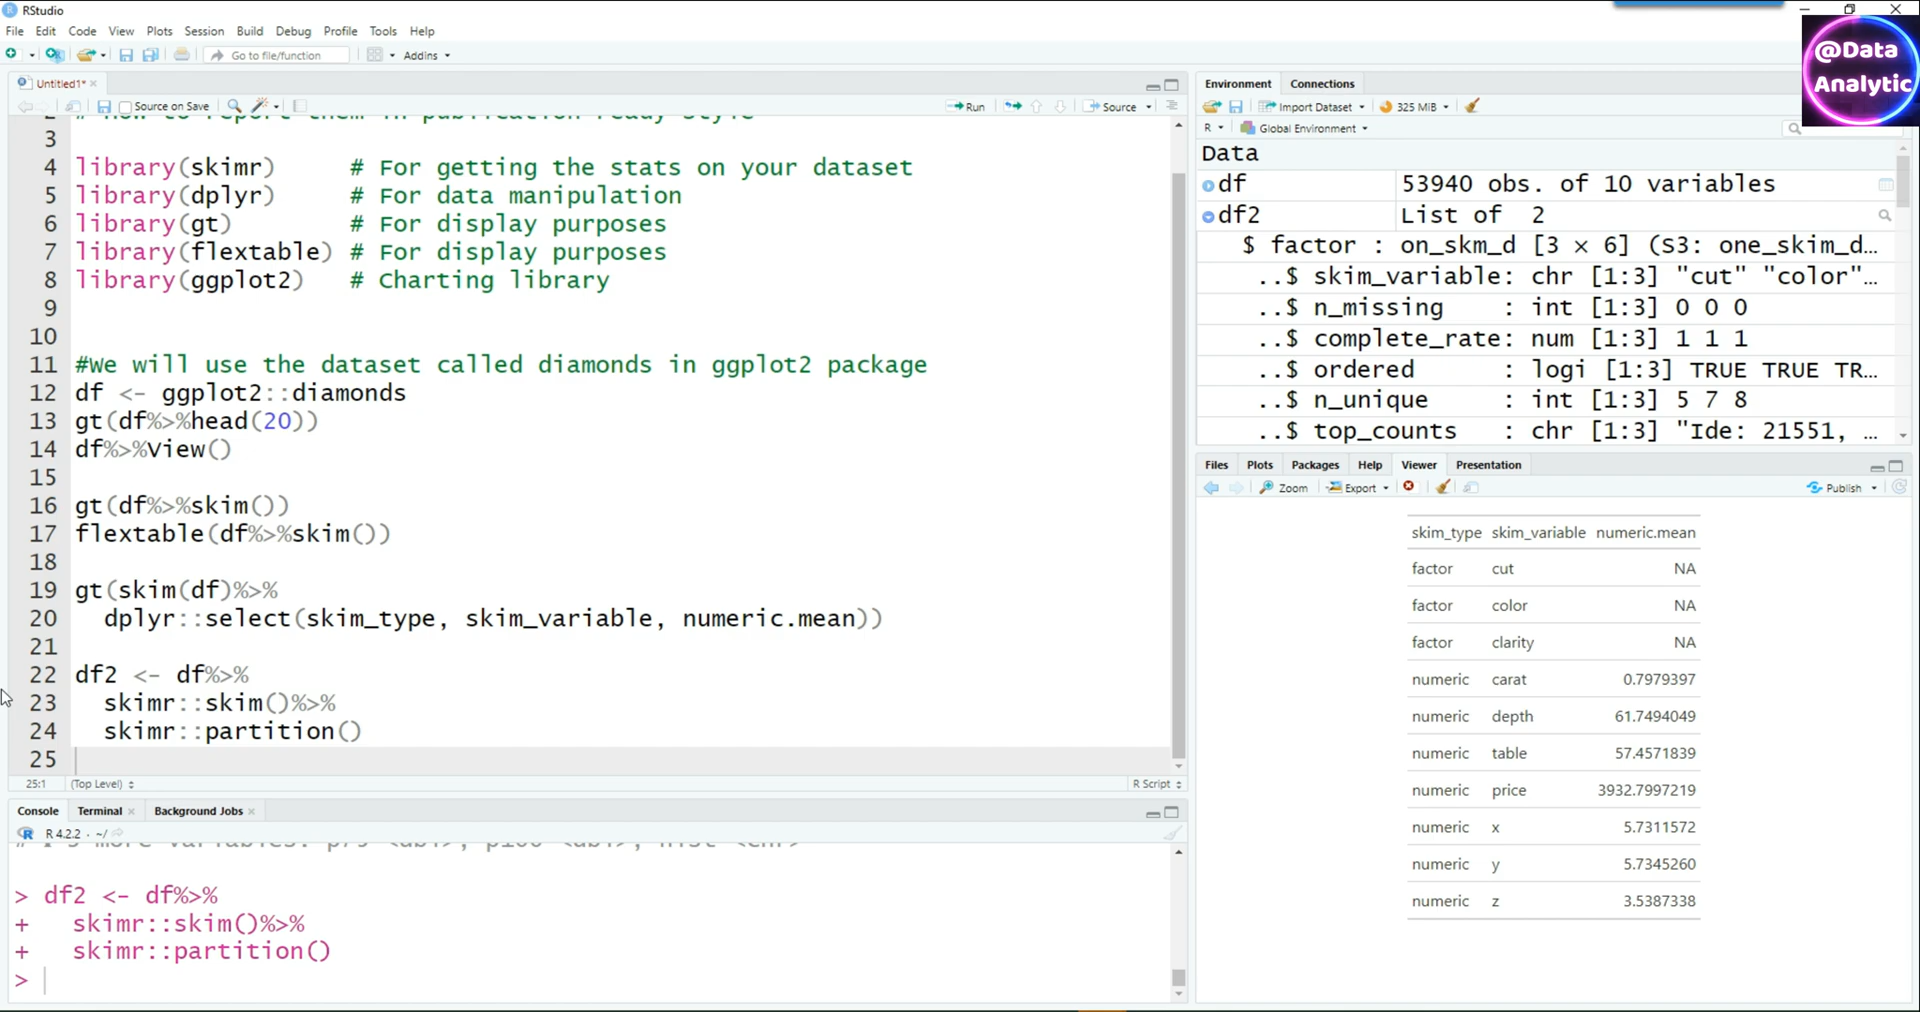 RStudio
File Edit Code View Plots Session Build Debug Profile Tools Help
Go to file/function Addins
@Data
Analytic
Untitled1*
Source on Save Run Source
2 # How to report them in publication ready style
3
4 library(skimr) # For getting the stats on your dataset
5 library(dplyr) # For data manipulation
6 library(gt) # For display purposes
7 library(flextable) # For display purposes
8 library(ggplot2) # Charting library
9
10
11 #We will use the dataset called diamonds in ggplot2 package
12 df <- ggplot2::diamonds
13 gt(df%>%head(20))
14 df%>%View()
15
16 gt(df%>%skim())
17 flextable(df%>%skim())
18
19 gt(skim(df)%>%
20 dplyr::select(skim_type, skim_variable, numeric.mean))
21
22 df2 <- df%>%
23 skimr::skim()%>%
24 skimr::partition()
25
25:1 (Top Level) R Script
Console Terminal Background Jobs
R 4.2.2 · ~/
> df2 <- df%>%
+ skimr::skim()%>%
+ skimr::partition()
>
Environment Connections
Import Dataset 325 MiB
R Global Environment
Data
df 53940 obs. of 10 variables
df2 List of 2
$ factor : on_skm_d [3 × 6] (S3: one_skim_d…
..$ skim_variable: chr [1:3] "cut" "color"…
..$ n_missing : int [1:3] 0 0 0
..$ complete_rate: num [1:3] 1 1 1
..$ ordered : logi [1:3] TRUE TRUE TR…
..$ n_unique : int [1:3] 5 7 8
..$ top_counts : chr [1:3] "Ide: 21551, …
Files Plots Packages Help Viewer Presentation
Zoom Export Publish
skim_type skim_variable numeric.mean
factor cut NA
factor color NA
factor clarity NA
numeric carat 0.7979397
numeric depth 61.7494049
numeric table 57.4571839
numeric price 3932.7997219
numeric x 5.7311572
numeric y 5.7345260
numeric z 3.5387338